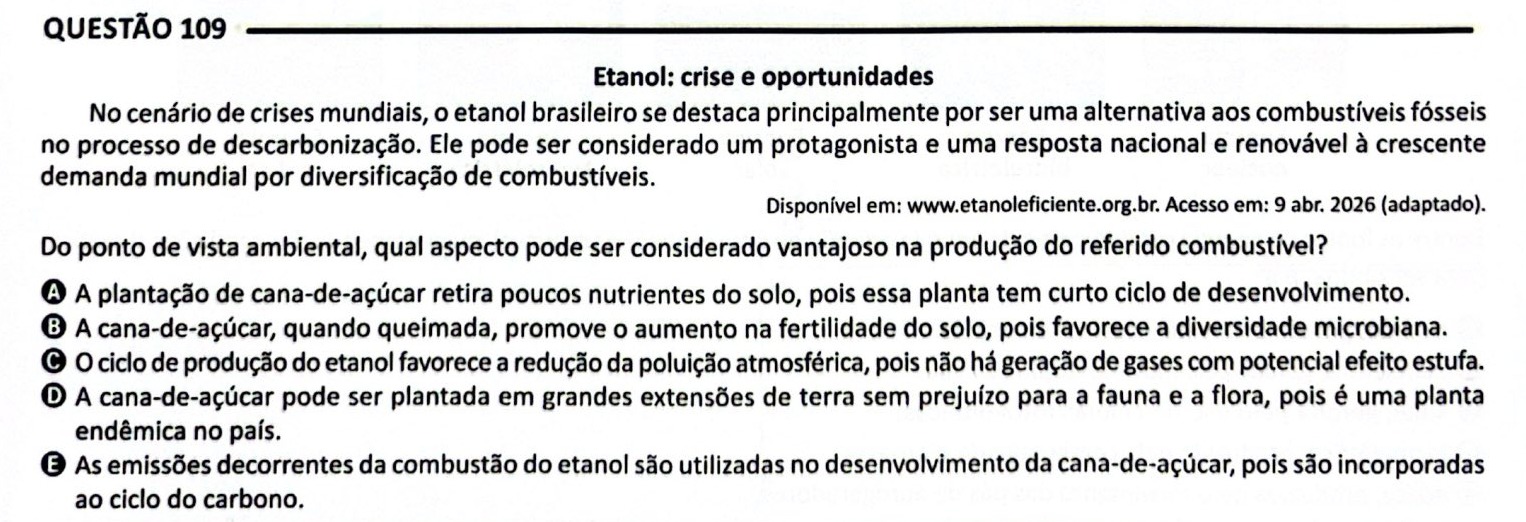 QUESTÃO 109
Etanol: crise e oportunidades
No cenário de crises mundiais, o etanol brasileiro se destaca principalmente por ser uma alternativa aos combustíveis fósseis
no processo de descarbonização. Ele pode ser considerado um protagonista e uma resposta nacional e renovável à crescente
demanda mundial por diversificação de combustíveis.
Disponível em: www.etanoleficiente.org.br. Acesso em: 9 abr. 2026 (adaptado).
Do ponto de vista ambiental, qual aspecto pode ser considerado vantajoso na produção do referido combustível?
A A plantação de cana-de-açúcar retira poucos nutrientes do solo, pois essa planta tem curto ciclo de desenvolvimento.
B A cana-de-açúcar, quando queimada, promove o aumento na fertilidade do solo, pois favorece a diversidade microbiana.
C O ciclo de produção do etanol favorece a redução da poluição atmosférica, pois não há geração de gases com potencial efeito estufa.
D A cana-de-açúcar pode ser plantada em grandes extensões de terra sem prejuízo para a fauna e a flora, pois é uma planta
endêmica no país.
E As emissões decorrentes da combustão do etanol são utilizadas no desenvolvimento da cana-de-açúcar, pois são incorporadas
ao ciclo do carbono.